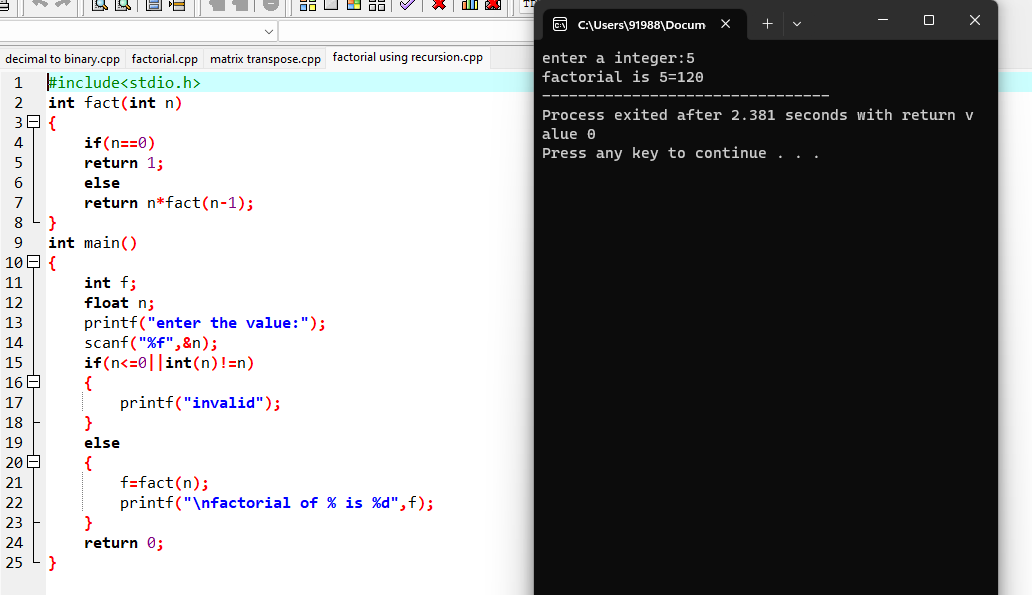 C:\Users\91988\Docum
decimal to binary.cpp factorial.cpp matrix transpose.cpp factorial using recursion.cpp
1 #include<stdio.h>
2 int fact(int n)
3 {
4 if(n==0)
5 return 1;
6 else
7 return n*fact(n-1);
8 }
9 int main()
10 {
11 int f;
12 float n;
13 printf("enter the value:");
14 scanf("%f",&n);
15 if(n<=0||int(n)!=n)
16 {
17 printf("invalid");
18 }
19 else
20 {
21 f=fact(n);
22 printf("\nfactorial of % is %d",f);
23 }
24 return 0;
25 }
enter a integer:5
factorial is 5=120
--------------------------------
Process exited after 2.381 seconds with return v
alue 0
Press any key to continue . . .